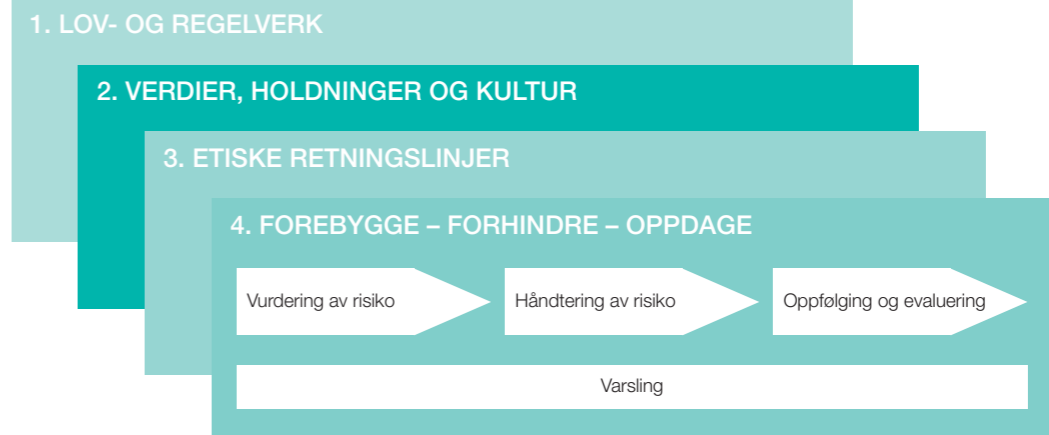 1. LOV- OG REGELVERK
2. VERDIER, HOLDNINGER OG KULTUR
3. ETISKE RETNINGSLINJER
4. FOREBYGGE – FORHINDRE – OPPDAGE
Vurdering av risiko
Håndtering av risiko
Oppfølging og evaluering
Varsling